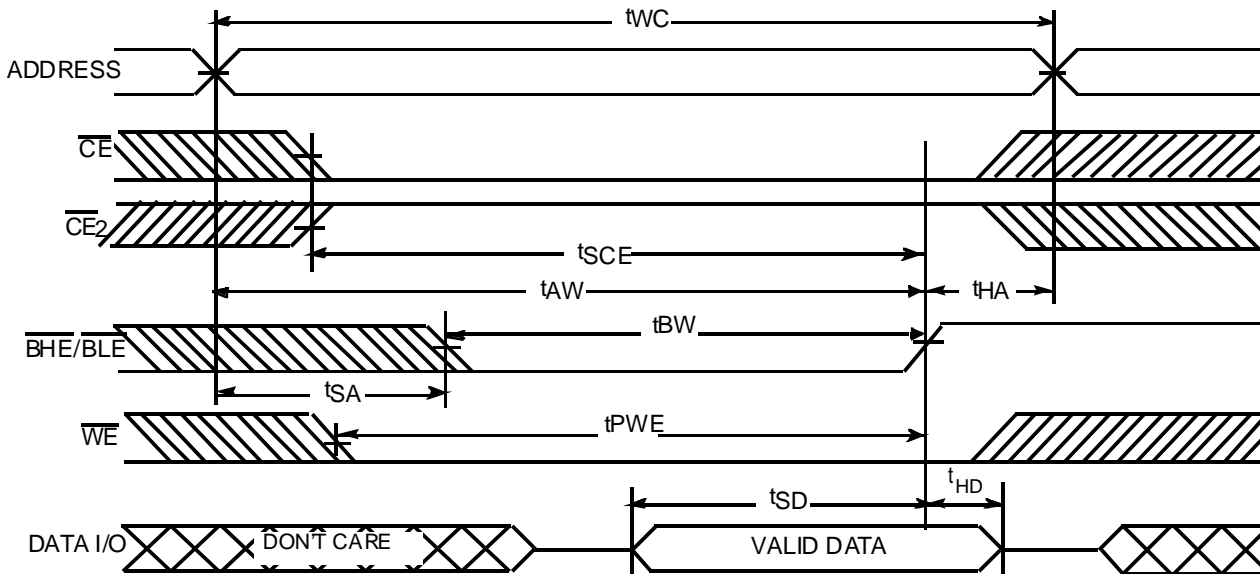 tWC
ADDRESS
CE
CE2
tSCE
tAW
tHA
BHE/BLE
tBW
tSA
WE
tPWE
tHD
tSD
DATA I/O
DON'T CARE
VALID DATA